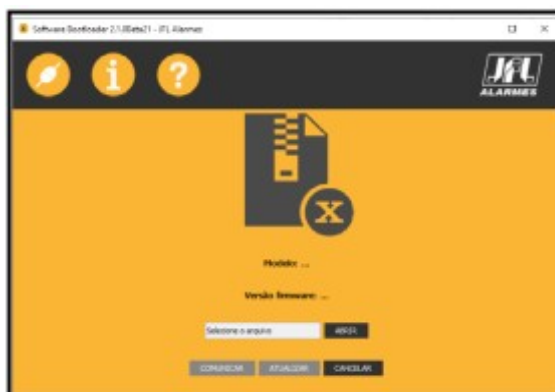 Software Bootloader 2.1.0Beta21 - JFL Alarmes
JFL
ALARMES
Modelo: ...
Versão firmware: ...
Selecione o arquivo
ABRIR
COMUNICAR
ATUALIZAR
CANCELAR